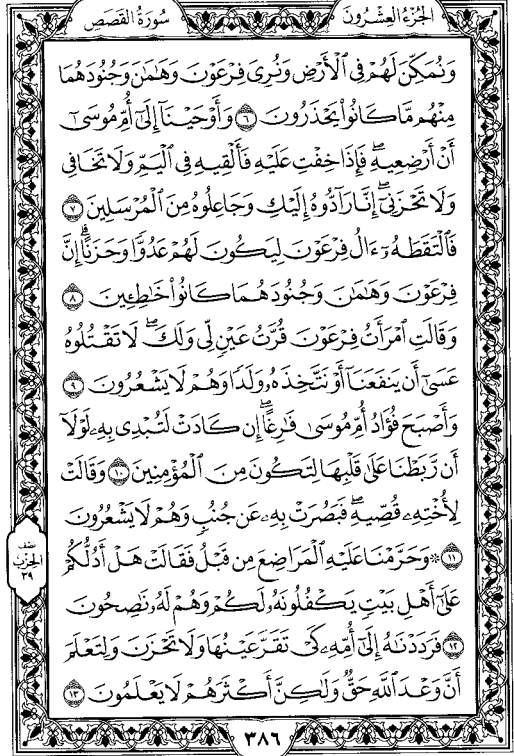 الجزء العشرون
سورة القصص
وَنُمَكِّنَ لَهُمْ فِي ٱلْأَرْضِ وَنُرِيَ فِرْعَوْنَ وَهَٰمَٰنَ وَجُنُودَهُمَا
مِنْهُم مَّا كَانُوا۟ يَحْذَرُونَ ٦ وَأَوْحَيْنَآ إِلَىٰٓ أُمِّ مُوسَىٰٓ
أَنْ أَرْضِعِيهِ ۖ فَإِذَا خِفْتِ عَلَيْهِ فَأَلْقِيهِ فِي ٱلْيَمِّ وَلَا تَخَافِي
وَلَا تَحْزَنِىٓ ۖ إِنَّا رَآدُّوهُ إِلَيْكِ وَجَاعِلُوهُ مِنَ ٱلْمُرْسَلِينَ ٧
فَٱلْتَقَطَهُۥٓ ءَالُ فِرْعَوْنَ لِيَكُونَ لَهُمْ عَدُوًّا وَحَزَنًا ۗ إِنَّ
فِرْعَوْنَ وَهَٰمَٰنَ وَجُنُودَهُمَا كَانُوا۟ خَٰطِـِٔينَ ٨
وَقَالَتِ ٱمْرَأَتُ فِرْعَوْنَ قُرَّتُ عَيْنٍ لِّي وَلَكَ ۖ لَا تَقْتُلُوهُ
عَسَىٰٓ أَن يَنفَعَنَآ أَوْ نَتَّخِذَهُۥ وَلَدًا وَهُمْ لَا يَشْعُرُونَ ٩
وَأَصْبَحَ فُؤَادُ أُمِّ مُوسَىٰ فَٰرِغًا ۖ إِن كَادَتْ لَتُبْدِي بِهِۦ لَوْلَآ
أَن رَّبَطْنَا عَلَىٰ قَلْبِهَا لِتَكُونَ مِنَ ٱلْمُؤْمِنِينَ ١٠ وَقَالَتْ
لِأُخْتِهِۦ قُصِّيهِ ۖ فَبَصُرَتْ بِهِۦ عَن جُنُبٍ وَهُمْ لَا يَشْعُرُونَ
١١ ۞ وَحَرَّمْنَا عَلَيْهِ ٱلْمَرَاضِعَ مِن قَبْلُ فَقَالَتْ هَلْ أَدُلُّكُمْ
عَلَىٰٓ أَهْلِ بَيْتٍ يَكْفُلُونَهُۥ لَكُمْ وَهُمْ لَهُۥ نَٰصِحُونَ
١٢ فَرَدَدْنَٰهُ إِلَىٰٓ أُمِّهِۦ كَيْ تَقَرَّ عَيْنُهَا وَلَا تَحْزَنَ وَلِتَعْلَمَ
أَنَّ وَعْدَ ٱللَّهِ حَقٌّ وَلَٰكِنَّ أَكْثَرَهُمْ لَا يَعْلَمُونَ ١٣
نصف
الحزب
٣٩
٣٨٦